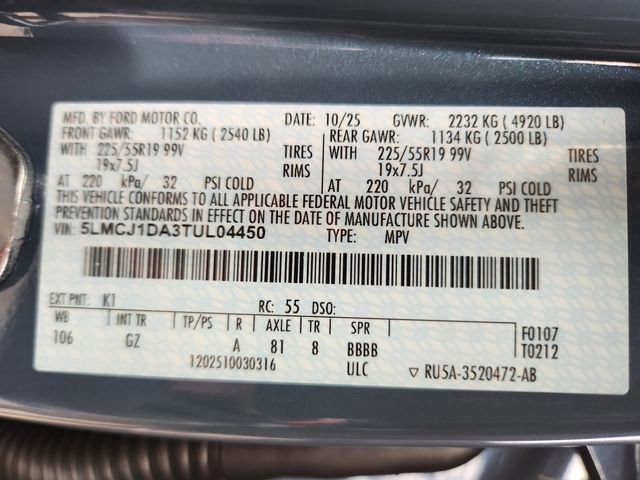 MFD. BY FORD MOTOR CO. DATE: 10/25 GVWR: 2232 KG ( 4920 LB)
FRONT GAWR: 1152 KG ( 2540 LB) REAR GAWR: 1134 KG ( 2500 LB)
WITH 225/55R19 99V TIRES WITH 225/55R19 99V TIRES
19x7.5J RIMS 19x7.5J RIMS
AT 220 kPa/ 32 PSI COLD AT 220 kPa/ 32 PSI COLD
THIS VEHICLE CONFORMS TO ALL APPLICABLE FEDERAL MOTOR VEHICLE SAFETY AND THEFT
PREVENTION STANDARDS IN EFFECT ON THE DATE OF MANUFACTURE SHOWN ABOVE.
VIN: 5LMCJ1DA3TUL04450 TYPE: MPV
EXT PNT: K1 RC: 55 DSO:
WB INT TR TP/PS R AXLE TR SPR F0107
106 GZ A 81 8 BBBB T0212
1202510030316 ULC ▽ RU5A-3520472-AB